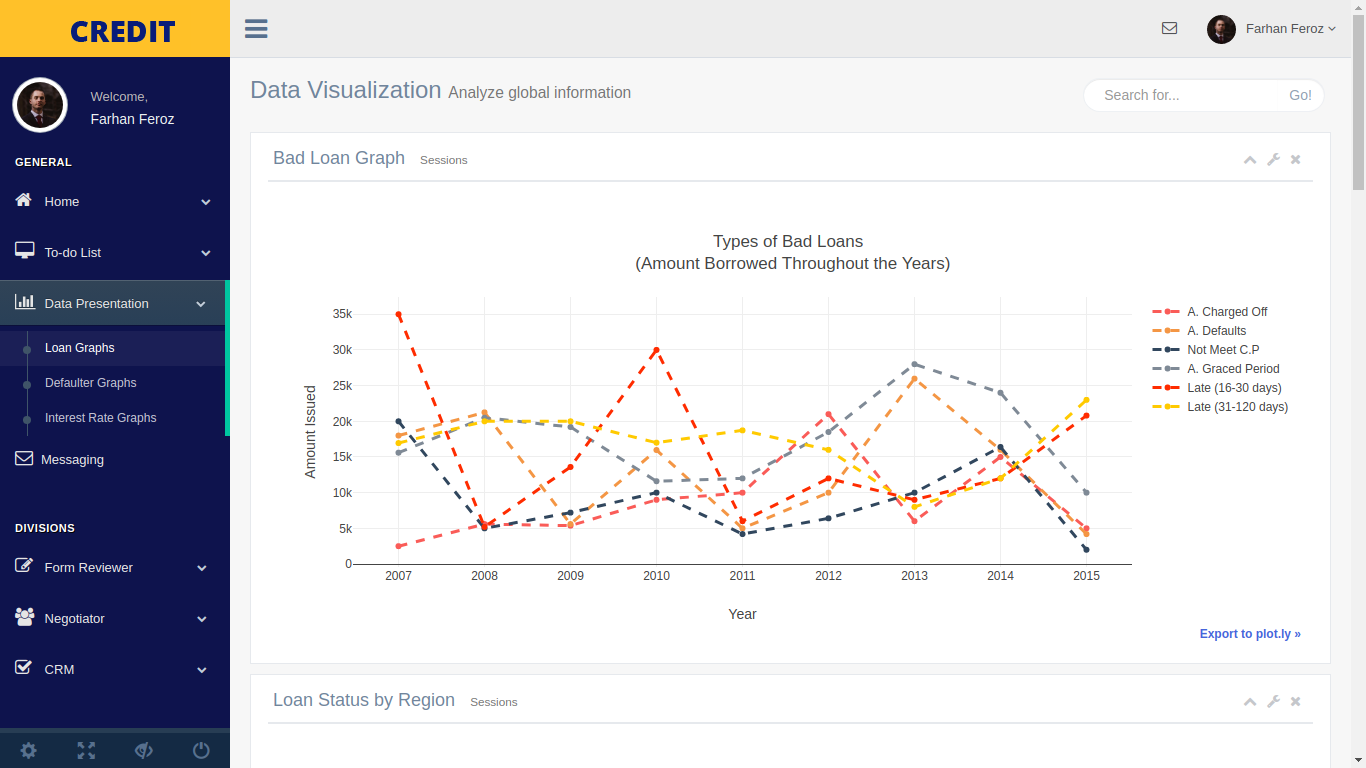 CREDIT
Farhan Feroz
Welcome,
Farhan Feroz
GENERAL
Home
To-do List
Data Presentation
Loan Graphs
Defaulter Graphs
Interest Rate Graphs
Messaging
DIVISIONS
Form Reviewer
Negotiator
CRM
Data Visualization Analyze global information
Search for... Go!
Bad Loan Graph Sessions
Types of Bad Loans
(Amount Borrowed Throughout the Years)
Amount Issued
35k
30k
25k
20k
15k
10k
5k
0
2007 2008 2009 2010 2011 2012 2013 2014 2015
Year
A. Charged Off
A. Defaults
Not Meet C.P
A. Graced Period
Late (16-30 days)
Late (31-120 days)
Export to plot.ly »
Loan Status by Region Sessions